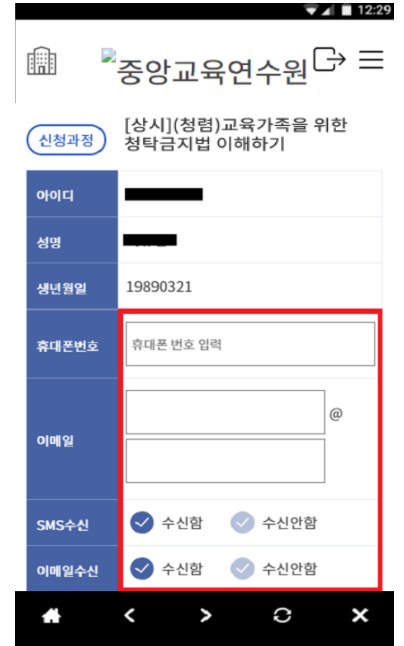 12:29
중앙교육연수원
신청과정
[상시](청렴)교육가족을 위한
청탁금지법 이해하기
아이디
성명
생년월일 19890321
휴대폰번호 휴대폰 번호 입력
이메일 @
SMS수신 수신함 수신안함
이메일수신 수신함 수신안함